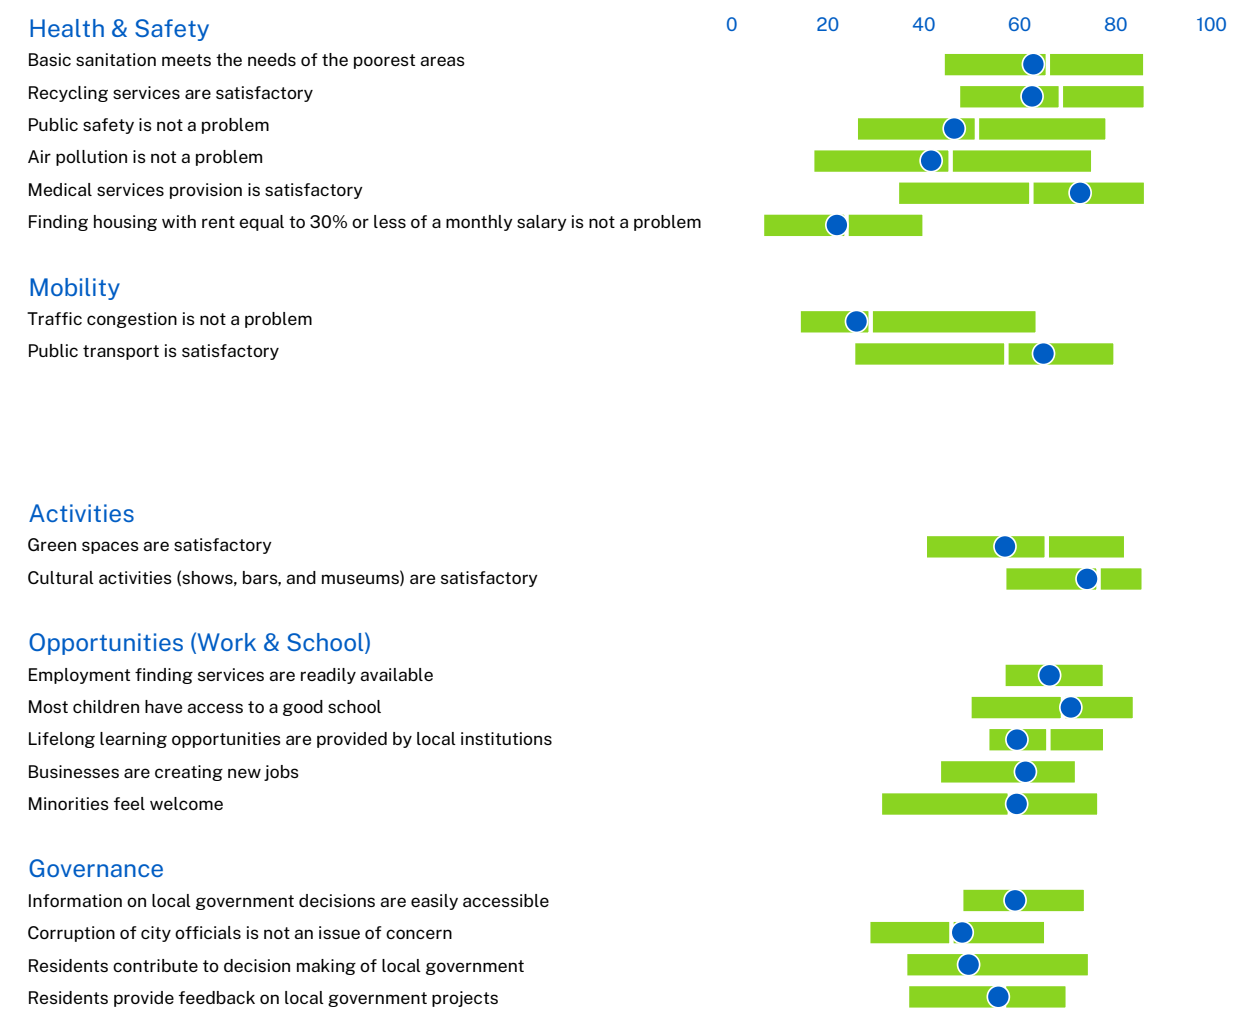 Health & Safety
0 20 40 60 80 100
Basic sanitation meets the needs of the poorest areas
Recycling services are satisfactory
Public safety is not a problem
Air pollution is not a problem
Medical services provision is satisfactory
Finding housing with rent equal to 30% or less of a monthly salary is not a problem
Mobility
Traffic congestion is not a problem
Public transport is satisfactory
Activities
Green spaces are satisfactory
Cultural activities (shows, bars, and museums) are satisfactory
Opportunities (Work & School)
Employment finding services are readily available
Most children have access to a good school
Lifelong learning opportunities are provided by local institutions
Businesses are creating new jobs
Minorities feel welcome
Governance
Information on local government decisions are easily accessible
Corruption of city officials is not an issue of concern
Residents contribute to decision making of local government
Residents provide feedback on local government projects